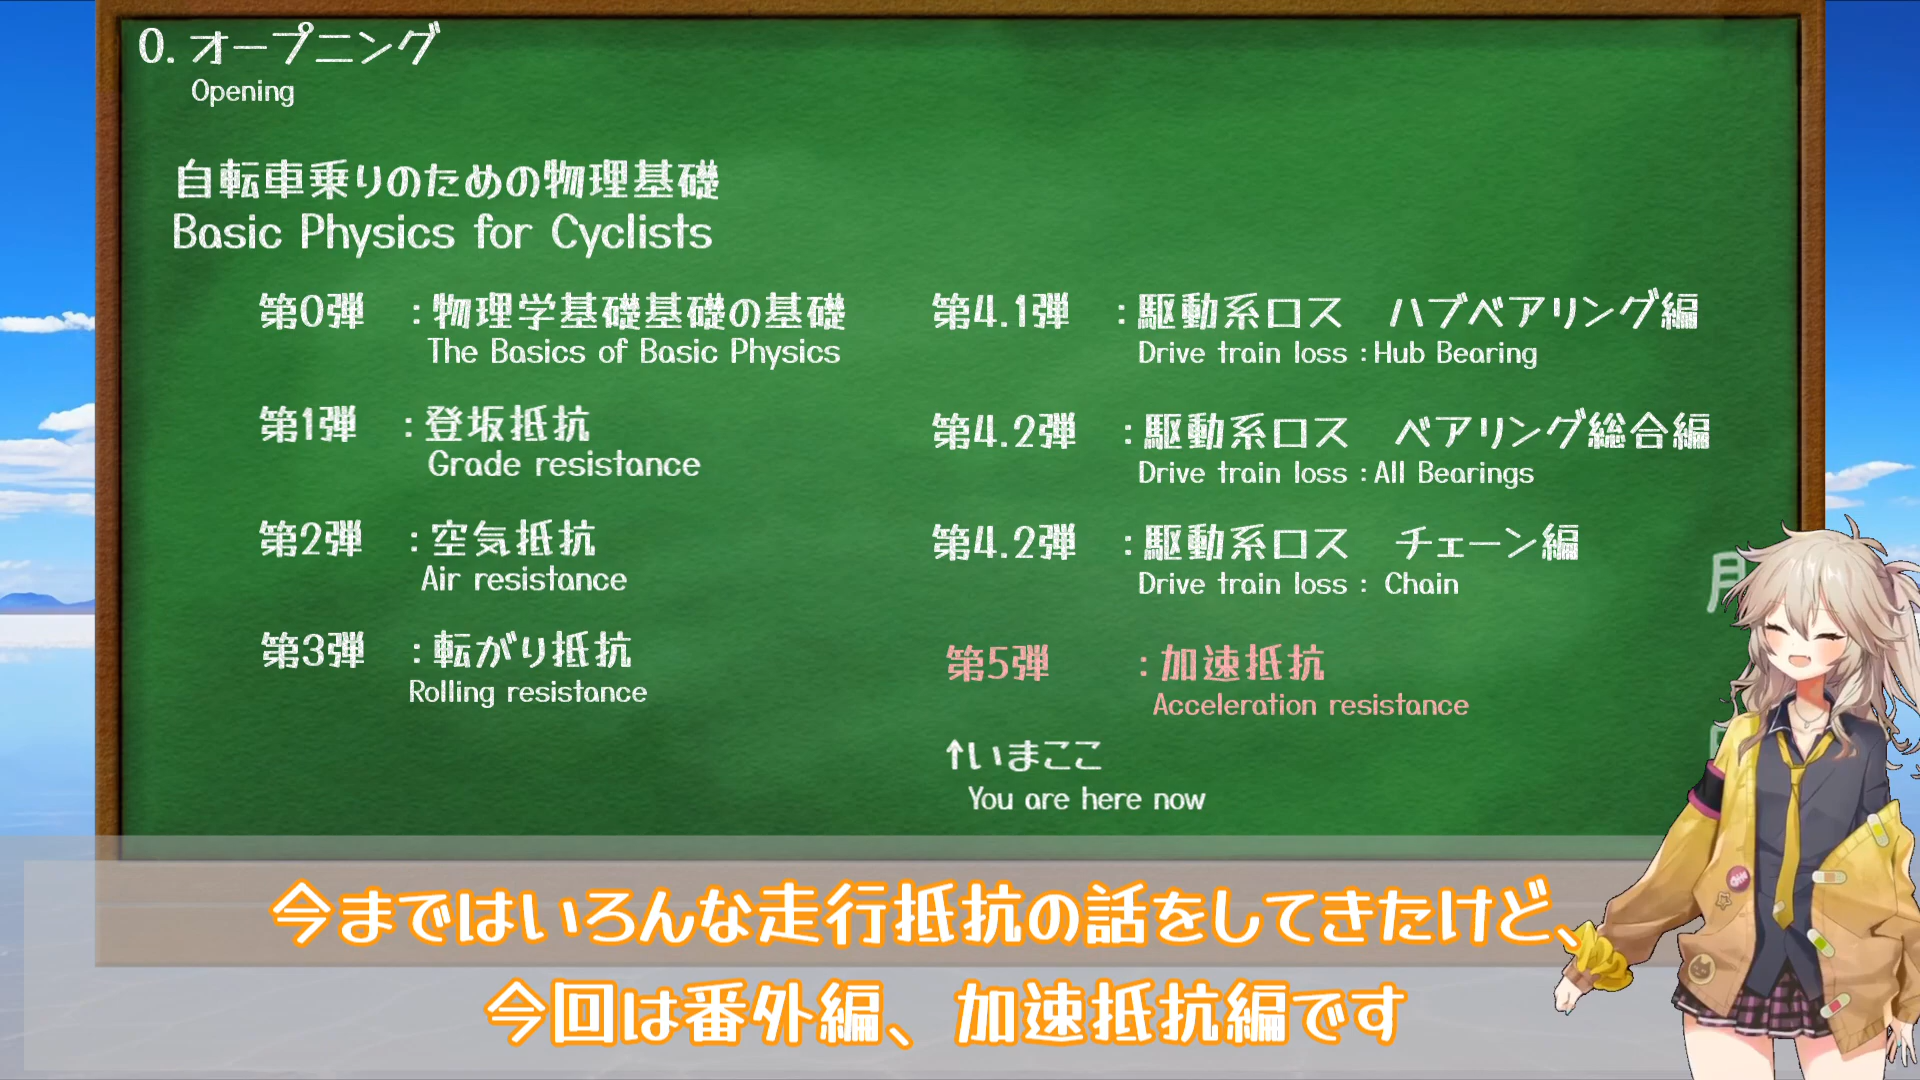 0. オープニング
Opening
自転車乗りのための物理基礎
Basic Physics for Cyclists
第0弾 : 物理学基礎基礎の基礎
The Basics of Basic Physics
第1弾 : 登坂抵抗
Grade resistance
第2弾 : 空気抵抗
Air resistance
第3弾 : 転がり抵抗
Rolling resistance
第4.1弾 : 駆動系ロス ハブベアリング編
Drive train loss : Hub Bearing
第4.2弾 : 駆動系ロス ベアリング総合編
Drive train loss : All Bearings
第4.2弾 : 駆動系ロス チェーン編
Drive train loss : Chain
第5弾 : 加速抵抗
Acceleration resistance
↑いまここ
You are here now
今まではいろんな走行抵抗の話をしてきたけど、
今回は番外編、加速抵抗編です